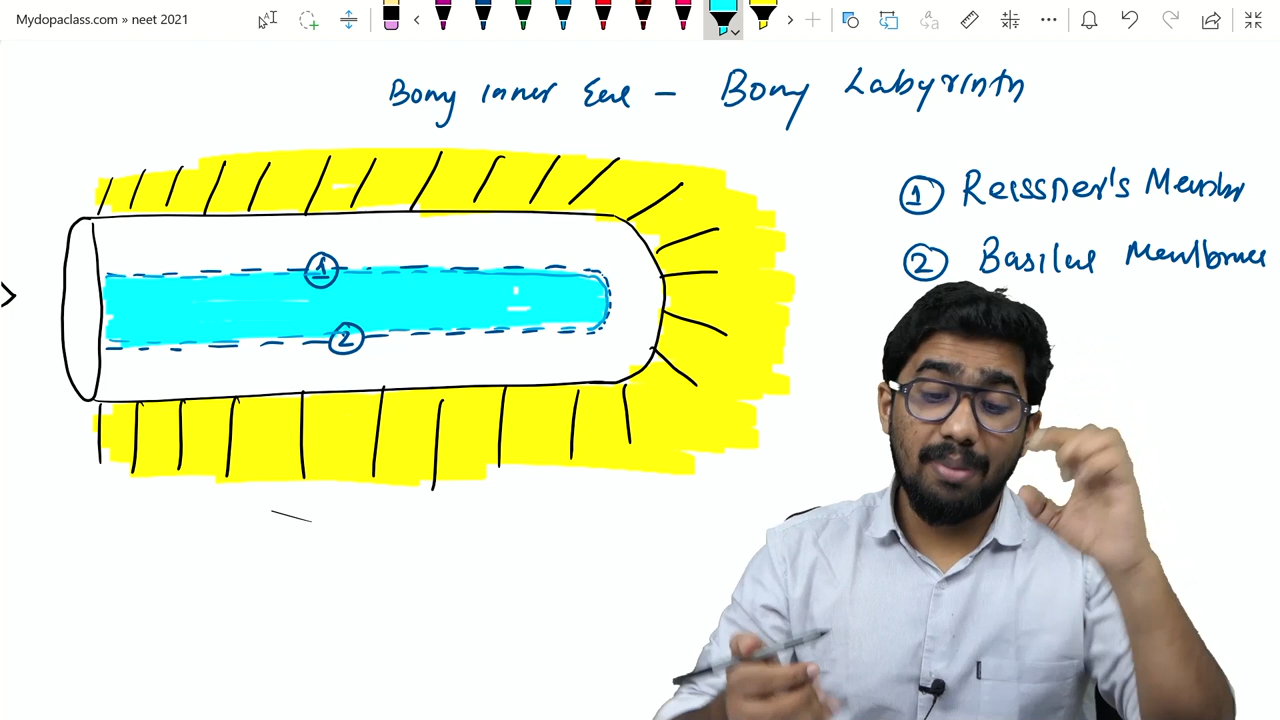 Mydopaclass.com » neet 2021
Bony inner Ear - Bony Labyrinth
① Reissner's Membr
② Basilar Membrane
①
②